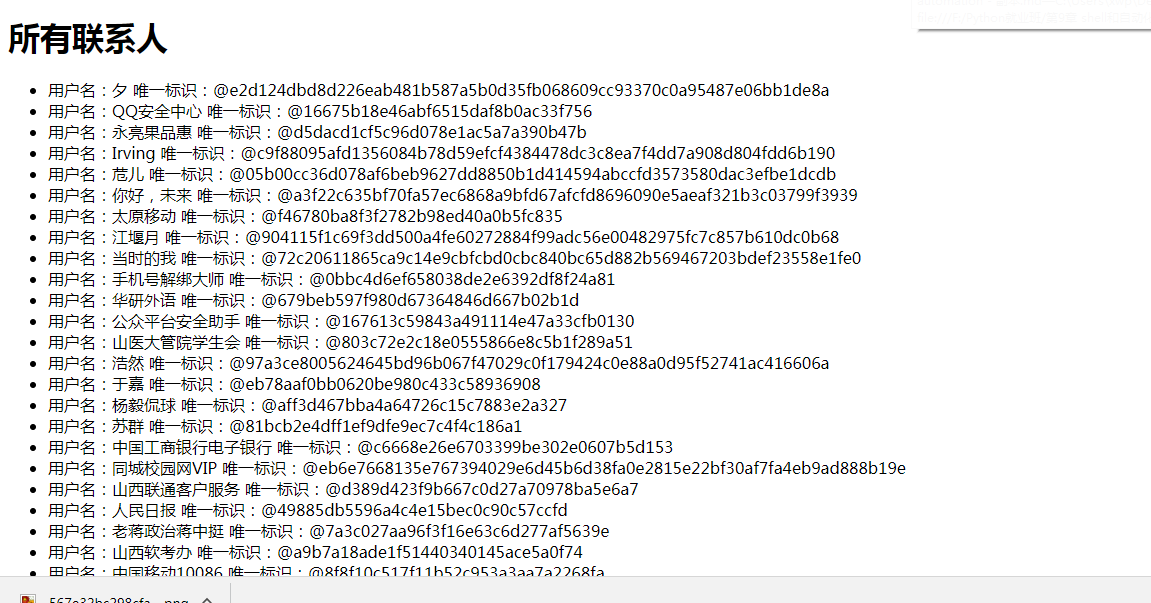 所有联系人
用户名：夕 唯一标识：@e2d124dbd8d226eab481b587a5b0d35fb068609cc93370c0a95487e06bb1de8a
用户名：QQ安全中心 唯一标识：@16675b18e46abf6515daf8b0ac33f756
用户名：永亮果品惠 唯一标识：@d5dacd1cf5c96d078e1ac5a7a390b47b
用户名：Irving 唯一标识：@c9f88095afd1356084b78d59efcf4384478dc3c8ea7f4dd7a908d804fdd6b190
用户名：范儿 唯一标识：@05b00cc36d078af6beb9627dd8850b1d414594abccfd3573580dac3efbe1dcdb
用户名：你好，未来 唯一标识：@a3f22c635bf70fa57ec6868a9bfd67afcfd8696090e5aeaf321b3c03799f3939
用户名：太原移动 唯一标识：@f46780ba8f3f2782b98ed40a0b5fc835
用户名：江堰月 唯一标识：@904115f1c69f3dd500a4fe60272884f99adc56e00482975fc7c857b610dc0b68
用户名：当时的我 唯一标识：@72c20611865ca9c14e9cbfcbd0cbc840bc65d882b569467203bdef23558e1fe0
用户名：手机号解绑大师 唯一标识：@0bbc4d6ef658038de2e6392df8f24a81
用户名：华研外语 唯一标识：@679beb597f980d67364846d667b02b1d
用户名：公众平台安全助手 唯一标识：@167613c59843a491114e47a33cfb0130
用户名：山医大管院学生会 唯一标识：@803c72e2c18e0555866e8c5b1f289a51
用户名：浩然 唯一标识：@97a3ce8005624645bd96b067f47029c0f179424c0e88a0d95f52741ac416606a
用户名：于嘉 唯一标识：@eb78aaf0bb0620be980c433c58936908
用户名：杨毅侃球 唯一标识：@aff3d467bba4a64726c15c7883e2a327
用户名：苏群 唯一标识：@81bcb2e4dff1ef9dfe9ec7c4f4c186a1
用户名：中国工商银行电子银行 唯一标识：@c6668e26e6703399be302e0607b5d153
用户名：同城校园网VIP 唯一标识：@eb6e7668135e767394029e6d45b6d38fa0e2815e22bf30af7fa4eb9ad888b19e
用户名：山西联通客户服务 唯一标识：@d389d423f9b667c0d27a70978ba5e6a7
用户名：人民日报 唯一标识：@49885db5596a4c4e15bec0c90c57ccfd
用户名：老蒋政治蒋中挺 唯一标识：@7a3c027aa96f3f16e63c6d277af5639e
用户名：山西软考办 唯一标识：@a9b7a18ade1f51440340145ace5a0f74
用户名：中国移动10086 唯一标识：@8f8f10c517f11b52c953a3aa7a2268fa
567e32bc298cfa....png